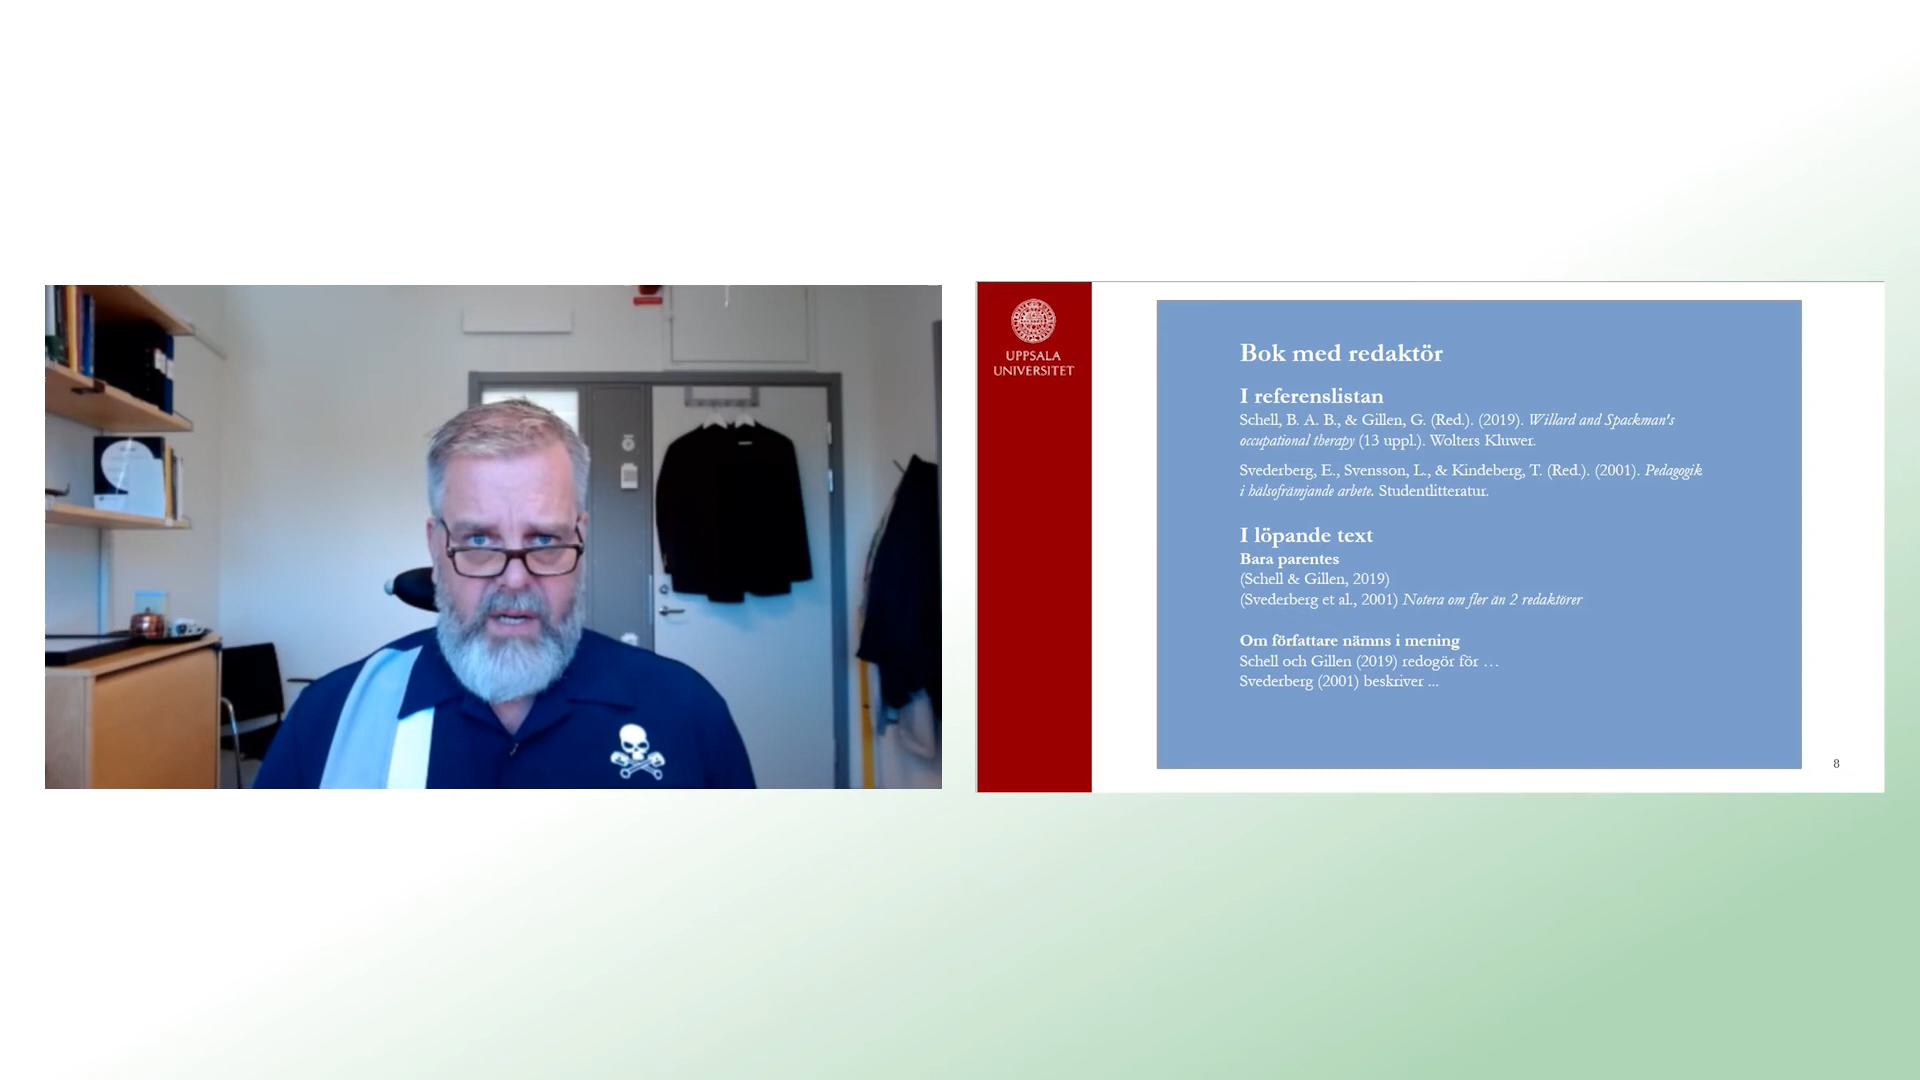 UPPSALA
UNIVERSITET
Bok med redaktör
I referenslistan
Schell, B. A. B., & Gillen, G. (Red.). (2019). Willard and Spackman's
occupational therapy (13 uppl.). Wolters Kluwer.
Svederberg, E., Svensson, L., & Kindeberg, T. (Red.). (2001). Pedagogik
i hälsofrämjande arbete. Studentlitteratur.
I löpande text
Bara parentes
(Schell & Gillen, 2019)
(Svederberg et al., 2001) Notera om fler än 2 redaktörer
Om författare nämns i mening
Schell och Gillen (2019) redogör för …
Svederberg (2001) beskriver ...
8